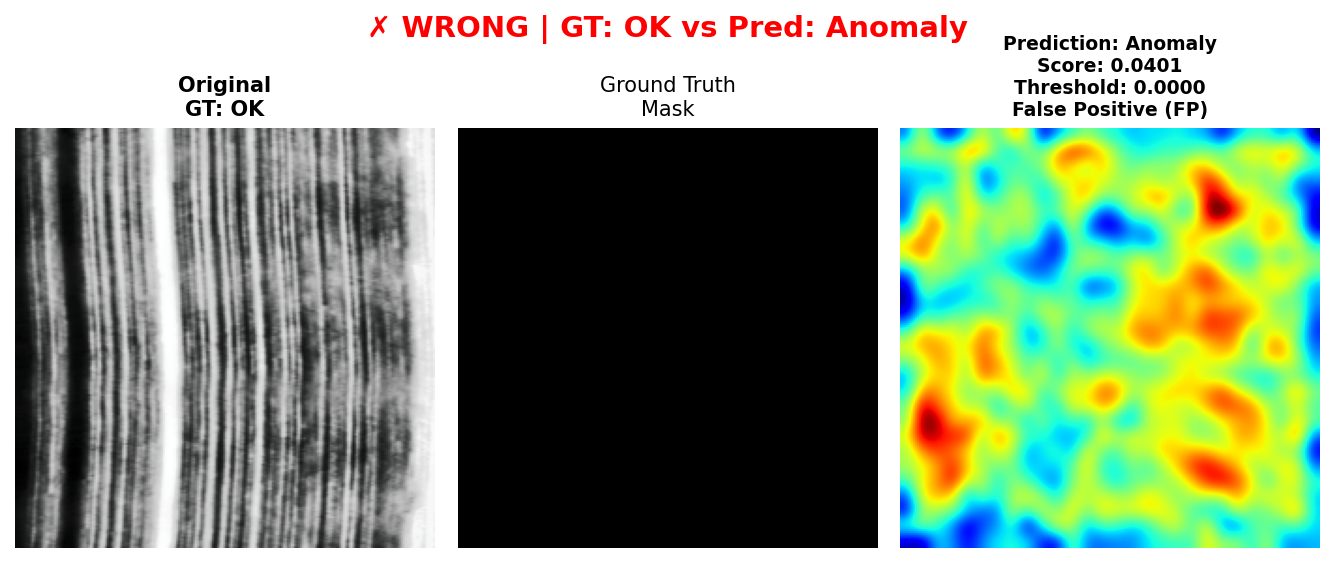 ✗ WRONG | GT: OK vs Pred: Anomaly
Original
GT: OK
Ground Truth
Mask
Prediction: Anomaly
Score: 0.0401
Threshold: 0.0000
False Positive (FP)